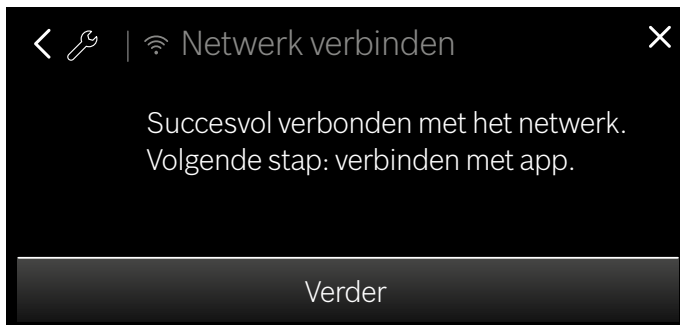 Netwerk verbinden
Succesvol verbonden met het netwerk.
Volgende stap: verbinden met app.
Verder